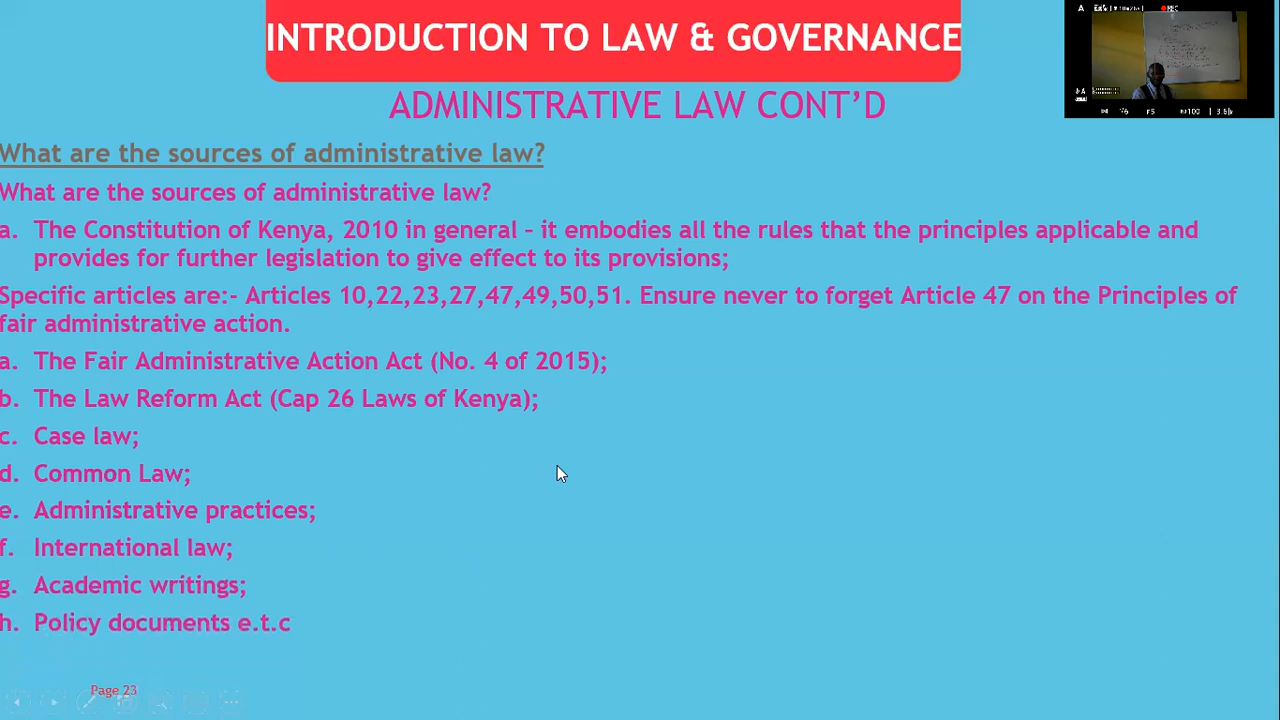 INTRODUCTION TO LAW & GOVERNANCE
ADMINISTRATIVE LAW CONT’D
What are the sources of administrative law?
What are the sources of administrative law?
a. The Constitution of Kenya, 2010 in general – it embodies all the rules that the principles applicable and
provides for further legislation to give effect to its provisions;
Specific articles are:- Articles 10,22,23,27,47,49,50,51. Ensure never to forget Article 47 on the Principles of
fair administrative action.
a. The Fair Administrative Action Act (No. 4 of 2015);
b. The Law Reform Act (Cap 26 Laws of Kenya);
c. Case law;
d. Common Law;
e. Administrative practices;
f. International law;
g. Academic writings;
h. Policy documents e.t.c
Page 23
A
REC